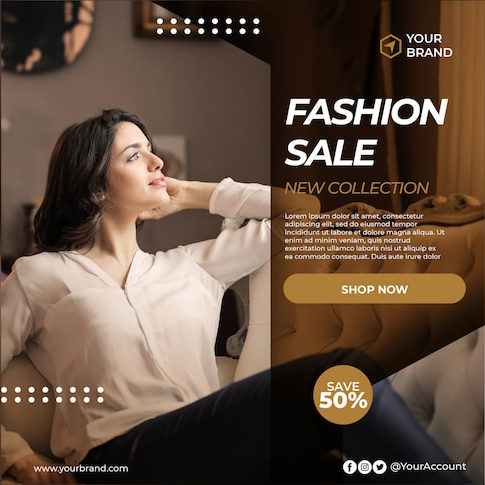 YOUR
BRAND
FASHION
SALE
NEW COLLECTION
Lorem ipsum dolor sit amet, consectetur
adipiscing elit, sed do eiusmod tempor
incididunt ut labore et dolore magna aliqua. Ut
enim ad minim veniam, quis nostrud
exercitation ullamco laboris nisi ut aliquip ex
ea commodo consequat. Duis aute irure dolor
SHOP NOW
SAVE
50%
www.yourbrand.com
@YourAccount